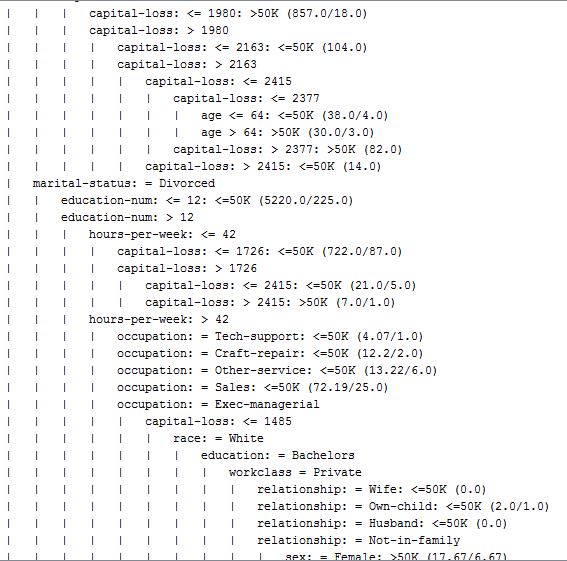 |   |   |   capital-loss: <= 1980: >50K (857.0/18.0)
|   |   |   capital-loss: > 1980
|   |   |   |   capital-loss: <= 2163: <=50K (104.0)
|   |   |   |   capital-loss: > 2163
|   |   |   |   |   capital-loss: <= 2415
|   |   |   |   |   |   capital-loss: <= 2377
|   |   |   |   |   |   |   age <= 64: <=50K (38.0/4.0)
|   |   |   |   |   |   |   age > 64: >50K (30.0/3.0)
|   |   |   |   |   |   capital-loss: > 2377: >50K (82.0)
|   |   |   |   |   capital-loss: > 2415: <=50K (14.0)
|   marital-status: = Divorced
|   |   education-num: <= 12: <=50K (5220.0/225.0)
|   |   education-num: > 12
|   |   |   hours-per-week: <= 42
|   |   |   |   capital-loss: <= 1726: <=50K (722.0/87.0)
|   |   |   |   capital-loss: > 1726
|   |   |   |   |   capital-loss: <= 2415: <=50K (21.0/5.0)
|   |   |   |   |   capital-loss: > 2415: >50K (7.0/1.0)
|   |   |   hours-per-week: > 42
|   |   |   |   occupation: = Tech-support: <=50K (4.07/1.0)
|   |   |   |   occupation: = Craft-repair: <=50K (12.2/2.0)
|   |   |   |   occupation: = Other-service: <=50K (13.22/6.0)
|   |   |   |   occupation: = Sales: <=50K (72.19/25.0)
|   |   |   |   occupation: = Exec-managerial
|   |   |   |   |   capital-loss: <= 1485
|   |   |   |   |   |   race: = White
|   |   |   |   |   |   |   education: = Bachelors
|   |   |   |   |   |   |   |   workclass = Private
|   |   |   |   |   |   |   |   |   relationship: = Wife: <=50K (0.0)
|   |   |   |   |   |   |   |   |   relationship: = Own-child: <=50K (2.0/1.0)
|   |   |   |   |   |   |   |   |   relationship: = Husband: <=50K (0.0)
|   |   |   |   |   |   |   |   |   relationship: = Not-in-family
|   |   |   |   |   |   |   |   |   |   sex: = Female: >50K (17.67/6.67)